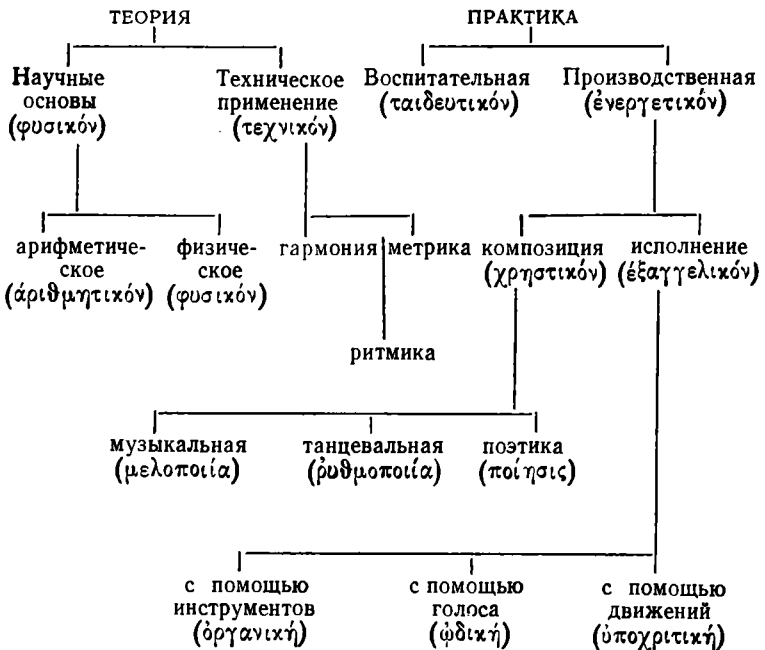 ТЕОРИЯ ПРАКТИКА
Научные Техническое Воспитательная Производственная
основы применение (ταιδευτικόν) (ἐνεργετικόν)
(φυσικόν) (τεχνικόν)
арифметиче- физиче- гармония метрика композиция исполнение
ское ское (χρηστικόν) (ἐξαγγελικόν)
(ἀριθμητικόν) (φυσικόν)
ритмика
музыкальная танцевальная поэтика
(μελοποιία) (ῥυθμοποιία) (ποίησις)
с помощью с помощью с помощью
инструментов голоса движений
(ὀργανική) (ᾠδική) (ὑποχριτική)